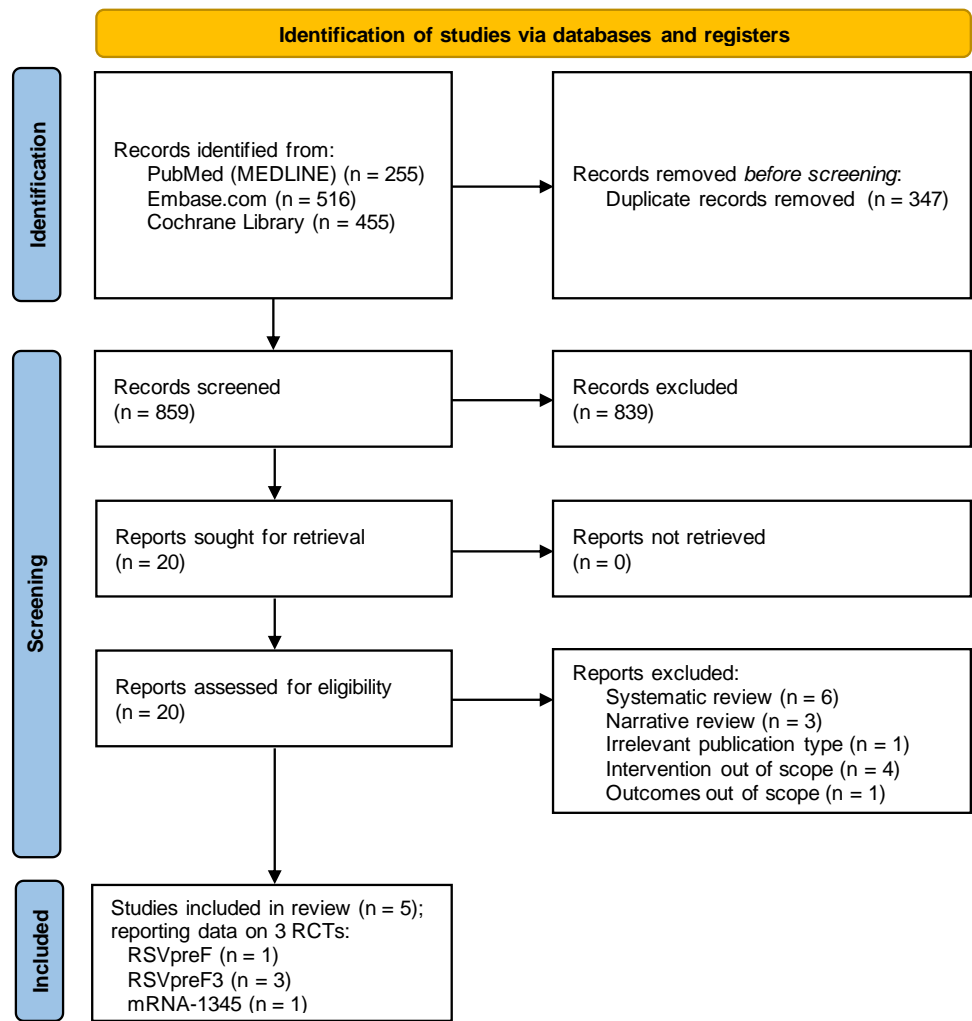 Identification of studies via databases and registers
Identification
Records identified from:
PubMed (MEDLINE) (n = 255)
Embase.com (n = 516)
Cochrane Library (n = 455)
Records removed before screening:
Duplicate records removed (n = 347)
Screening
Records screened
(n = 859)
Records excluded
(n = 839)
Reports sought for retrieval
(n = 20)
Reports not retrieved
(n = 0)
Reports assessed for eligibility
(n = 20)
Reports excluded:
Systematic review (n = 6)
Narrative review (n = 3)
Irrelevant publication type (n = 1)
Intervention out of scope (n = 4)
Outcomes out of scope (n = 1)
Included
Studies included in review (n = 5);
reporting data on 3 RCTs:
RSVpreF (n = 1)
RSVpreF3 (n = 3)
mRNA-1345 (n = 1)